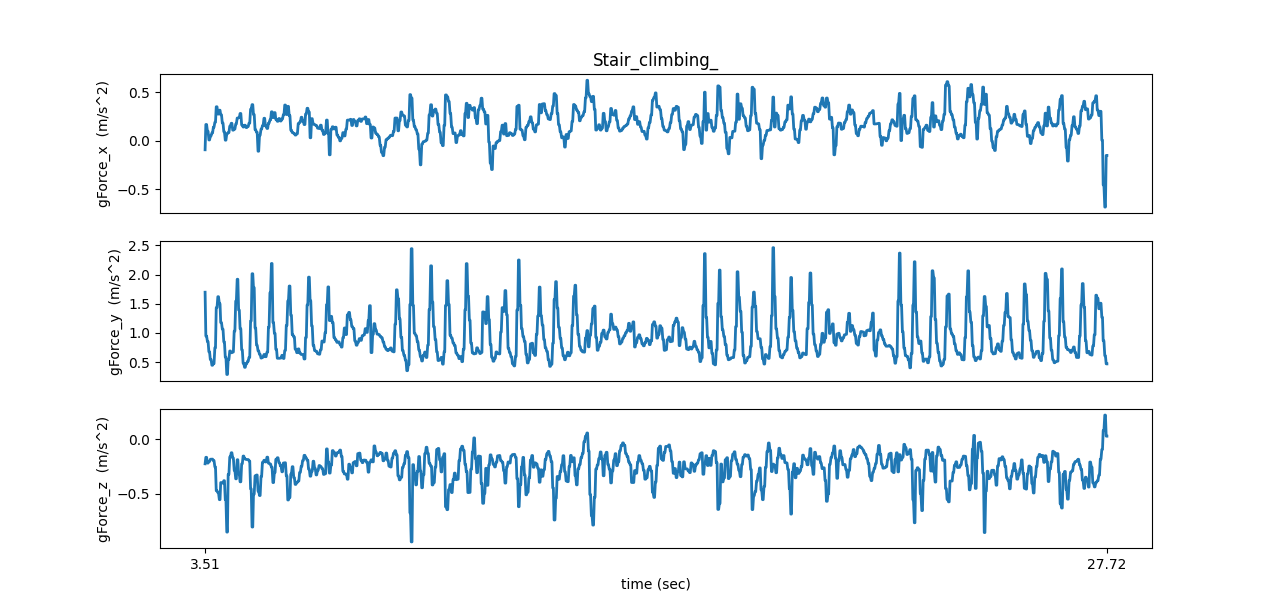 Stair_climbing_
gForce_x  (m/s^2)
0.5
0.0
−0.5
gForce_y  (m/s^2)
2.5
2.0
1.5
1.0
0.5
gForce_z  (m/s^2)
0.0
−0.5
3.51
27.72
time (sec)